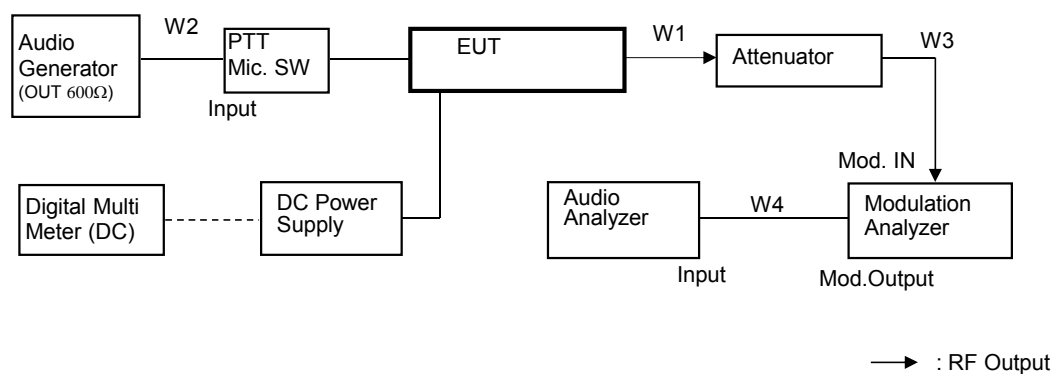 Audio
Generator
(OUT 600Ω)
W2
PTT
Mic. SW
Input
EUT
W1
Attenuator
W3
Mod. IN
Digital Multi
Meter (DC)
DC Power
Supply
Audio
Analyzer
Input
W4
Modulation
Analyzer
Mod.Output
: RF Output